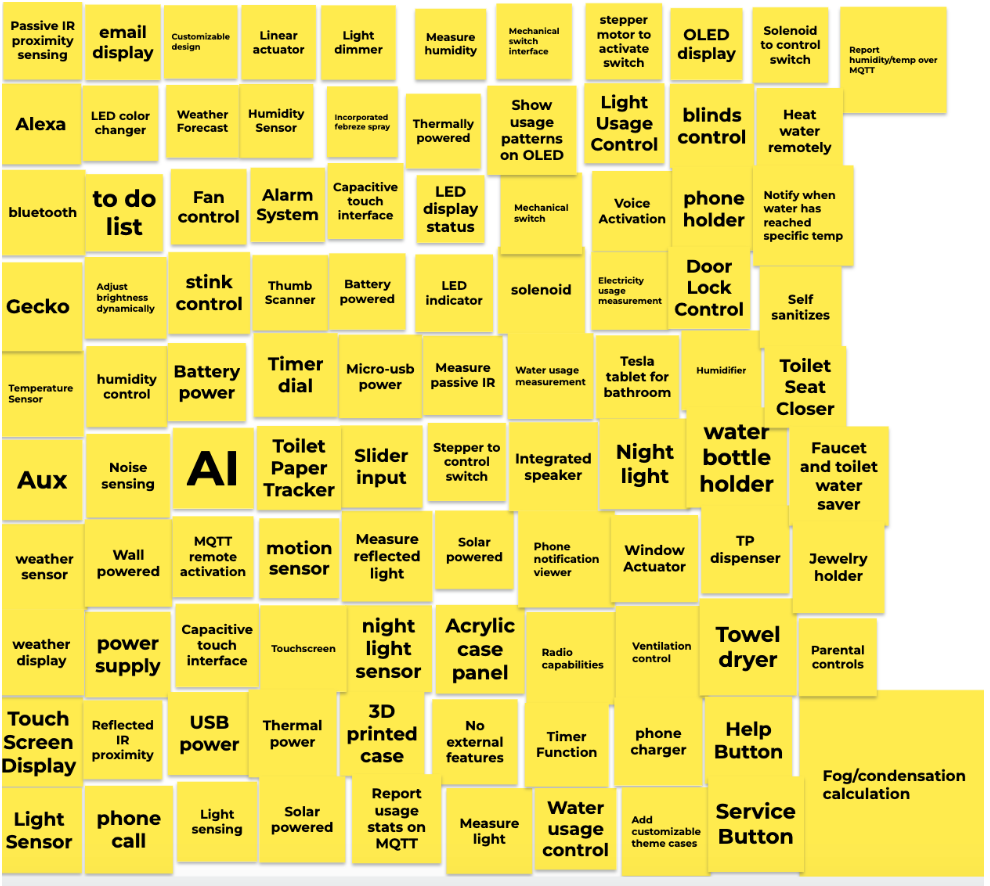 Passive IR
proximity
sensing
email
display
Customizable
design
Linear
actuator
Light
dimmer
Measure
humidity
Mechanical
switch
interface
stepper
motor to
activate
switch
OLED
display
Solenoid
to control
switch
Report
humidity/temp over
MQTT
Alexa
LED color
changer
Weather
Forecast
Humidity
Sensor
Incorporated
febreze spray
Thermally
powered
Show
usage
patterns
on OLED
Light
Usage
Control
blinds
control
Heat
water
remotely
bluetooth
to do
list
Fan
control
Alarm
System
Capacitive
touch
interface
LED
display
status
Mechanical
switch
Voice
Activation
phone
holder
Notify when
water has
reached
specific temp
Gecko
Adjust
brightness
dynamically
stink
control
Thumb
Scanner
Battery
powered
LED
indicator
solenoid
Electricity
usage
measurement
Door
Lock
Control
Self
sanitizes
Temperature
Sensor
humidity
control
Battery
power
Timer
dial
Micro-usb
power
Measure
passive IR
Water usage
measurement
Tesla
tablet for
bathroom
Humidifier
Toilet
Seat
Closer
Aux
Noise
sensing
AI
Toilet
Paper
Tracker
Slider
input
Stepper to
control
switch
Integrated
speaker
Night
light
water
bottle
holder
Faucet
and toilet
water
saver
weather
sensor
Wall
powered
MQTT
remote
activation
motion
sensor
Measure
reflected
light
Solar
powered
Phone
notification
viewer
Window
Actuator
TP
dispenser
Jewelry
holder
weather
display
power
supply
Capacitive
touch
interface
Touchscreen
night
light
sensor
Acrylic
case
panel
Radio
capabilities
Ventilation
control
Towel
dryer
Parental
controls
Touch
Screen
Display
Reflected
IR
proximity
USB
power
Thermal
power
3D
printed
case
No
external
features
Timer
Function
phone
charger
Help
Button
Fog/condensation
calculation
Light
Sensor
phone
call
Light
sensing
Solar
powered
Report
usage
stats on
MQTT
Measure
light
Water
usage
control
Add
customizable
theme cases
Service
Button